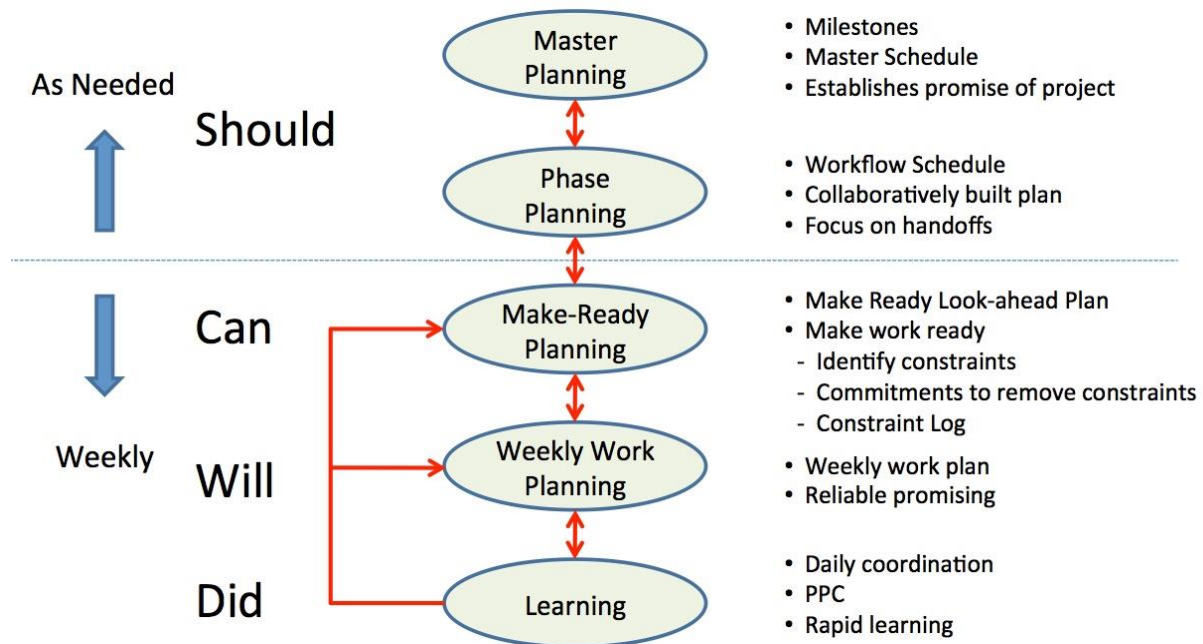 As Needed
Should
Master
Planning
• Milestones
• Master Schedule
• Establishes promise of project
Phase
Planning
• Workflow Schedule
• Collaboratively built plan
• Focus on handoffs
Can
Make-Ready
Planning
• Make Ready Look-ahead Plan
• Make work ready
- Identify constraints
- Commitments to remove constraints
- Constraint Log
Weekly
Will
Weekly Work
Planning
• Weekly work plan
• Reliable promising
Did
Learning
• Daily coordination
• PPC
• Rapid learning